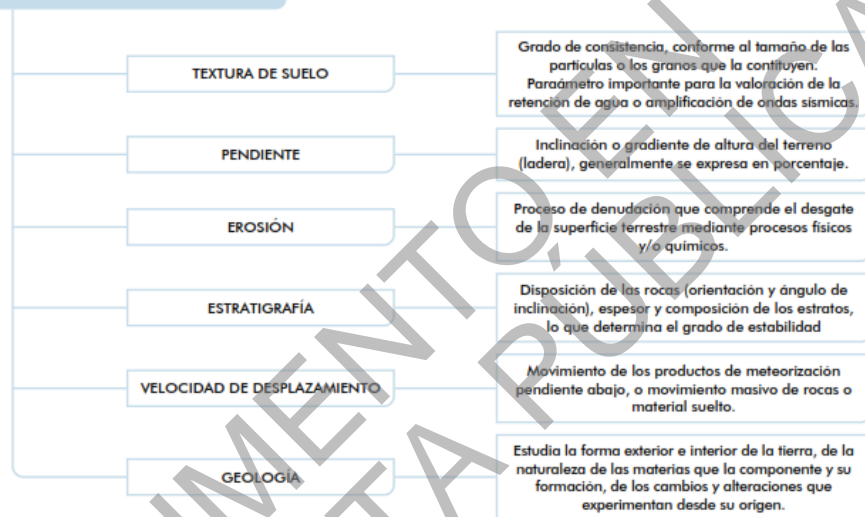 TEXTURA DE SUELO
Grado de consistencia, conforme al tamaño de las
partículas o los granos que la contituyen.
Paraámetro importante para la valoración de la
retención de agua o amplificación de ondas sísmicas.
PENDIENTE
Inclinación o gradiente de altura del terreno
(ladera), generalmente se expresa en porcentaje.
EROSIÓN
Proceso de denudación que comprende el desgate
de la superficie terrestre mediante procesos físicos
y/o químicos.
ESTRATIGRAFÍA
Disposición de las rocas (orientación y ángulo de
inclinación), espesor y composición de los estratos,
lo que determina el grado de estabilidad
VELOCIDAD DE DESPLAZAMIENTO
Movimiento de los productos de meteorización
pendiente abajo, o movimiento masivo de rocas o
material suelto.
GEOLOGÍA
Estudia la forma exterior e interior de la tierra, de la
naturaleza de las materias que la componente y su
formación, de los cambios y alteraciones que
experimentan desde su origen.
UMENTO EN
TA PÚBLICA